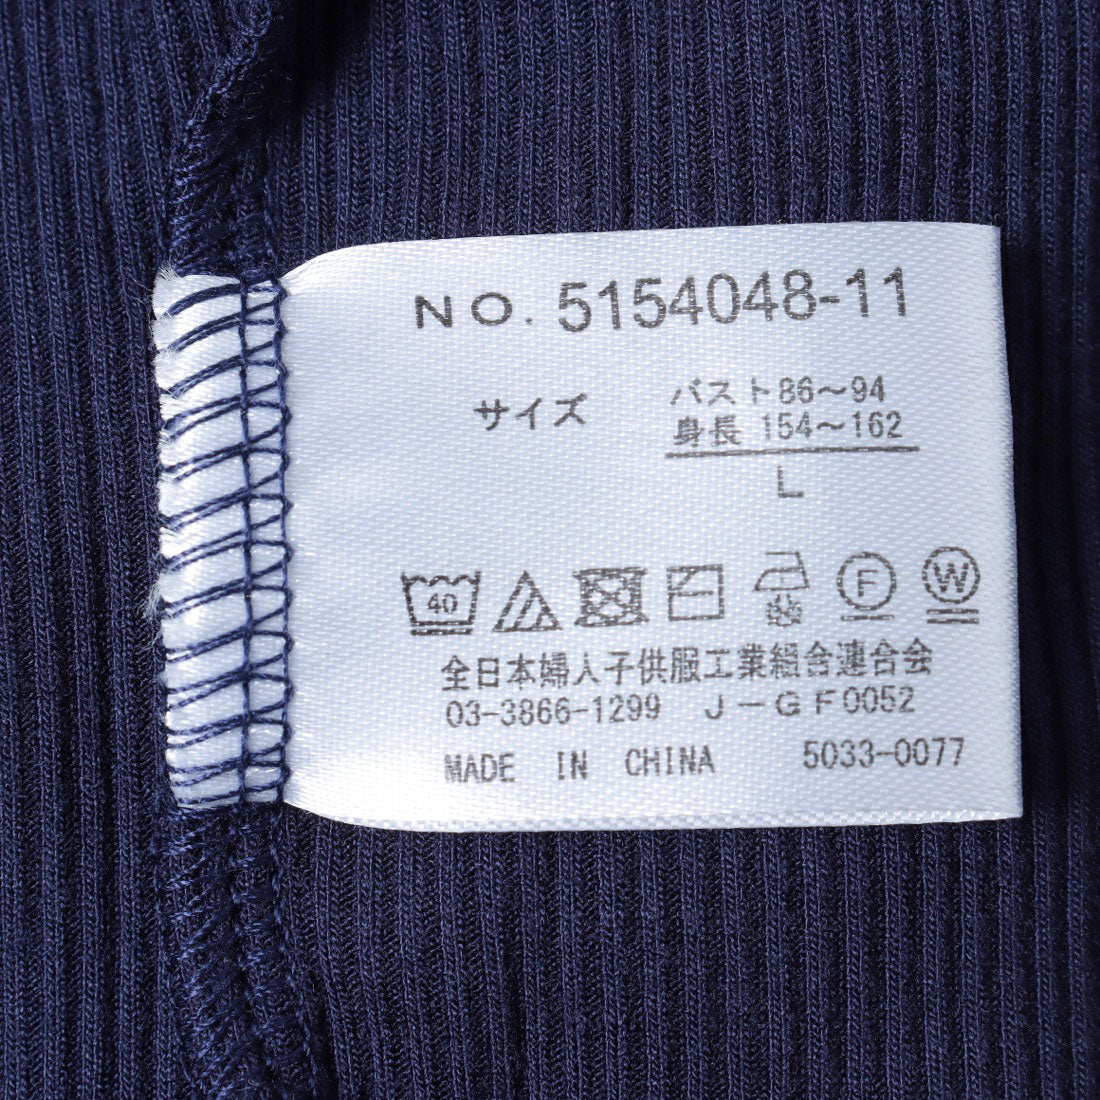 NO. 5154048-11
サイズ
バスト86～94
身長 154～162
L
40
F
W
全日本婦人子供服工業組合連合会
03-3866-1299 J-GF0052
MADE IN CHINA 5033-0077